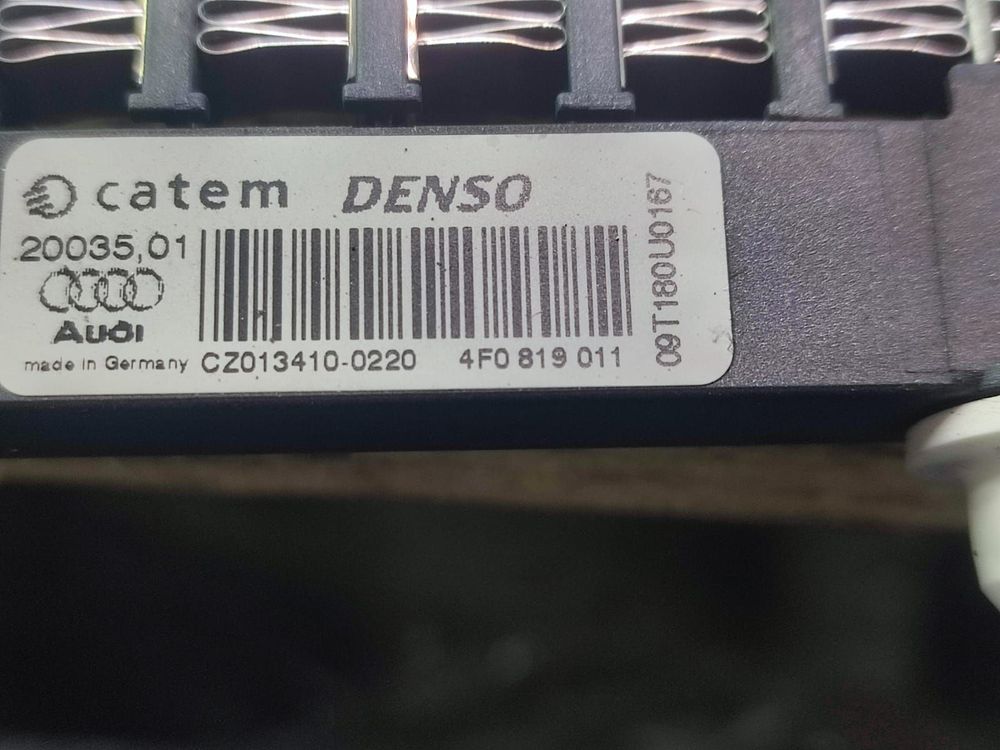 catem DENSO
20035,01
Audi
made in Germany CZ013410-0220 4F0 819 011
09T180U0167